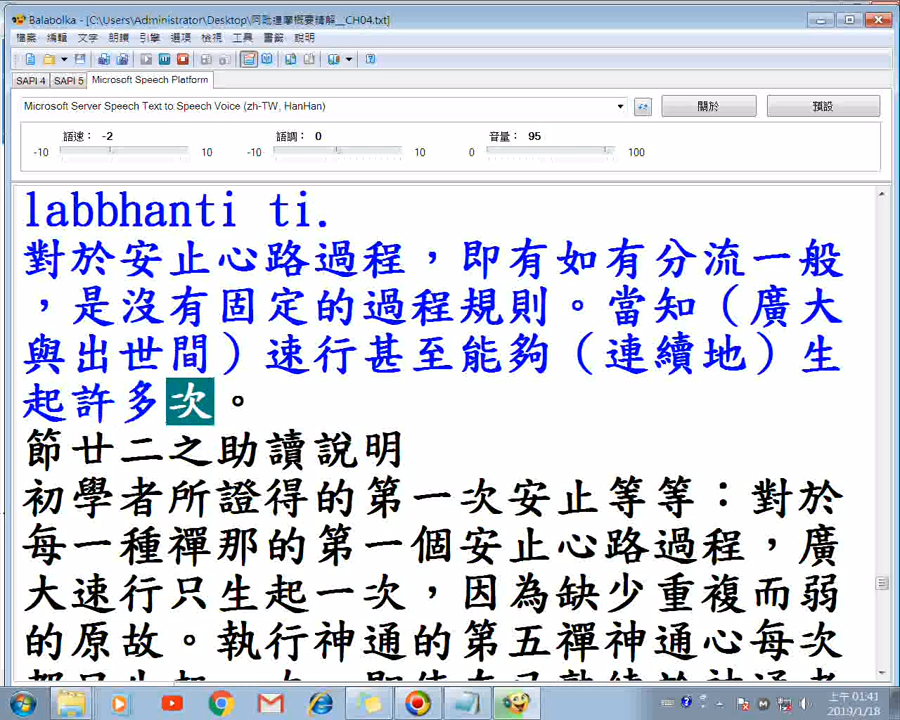 Balabolka - [C:\Users\Administrator\Desktop\阿毗達摩概要精解__CH04.txt]
檔案 編輯 文字 朗讀 引擎 選項 檢視 工具 書籤 說明
SAPI 4 SAPI 5 Microsoft Speech Platform
Microsoft Server Speech Text to Speech Voice (zh-TW, HanHan) 關於 預設
語速： -2 語調： 0 音量： 95
-10 10 -10 10 0 100
labbhanti ti.
對於安止心路過程，即有如有分流一般
，是沒有固定的過程規則。當知（廣大
與出世間）速行甚至能夠（連續地）生
起許多次。
節廿二之助讀說明
初學者所證得的第一次安止等等：對於
每一種禪那的第一個安止心路過程，廣
大速行只生起一次，因為缺少重複而弱
的原故。執行神通的第五禪神通心每次
上午 01:41
2019/1/18